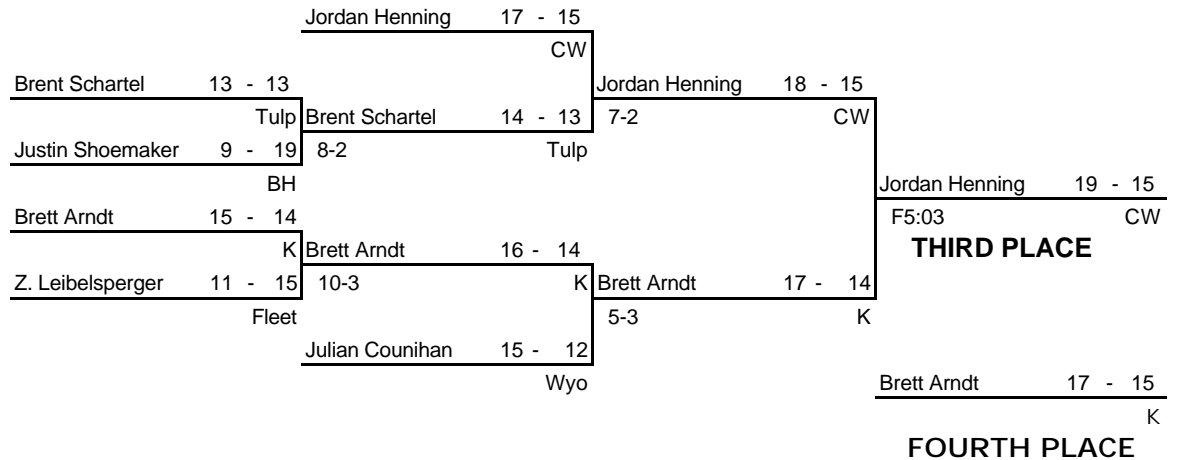 Jordan Henning 17 - 15
CW
Brent Schartel 13 - 13
Jordan Henning 18 - 15
Tulp
Brent Schartel 14 - 13
7-2
CW
Justin Shoemaker 9 - 19
8-2
Tulp
BH
Jordan Henning 19 - 15
Brett Arndt 15 - 14
F5:03
CW
K
Brett Arndt 16 - 14
THIRD PLACE
Z. Leibelsperger 11 - 15
10-3
K
Brett Arndt 17 - 14
Fleet
5-3
K
Julian Counihan 15 - 12
Wyo
Brett Arndt 17 - 15
K
FOURTH PLACE